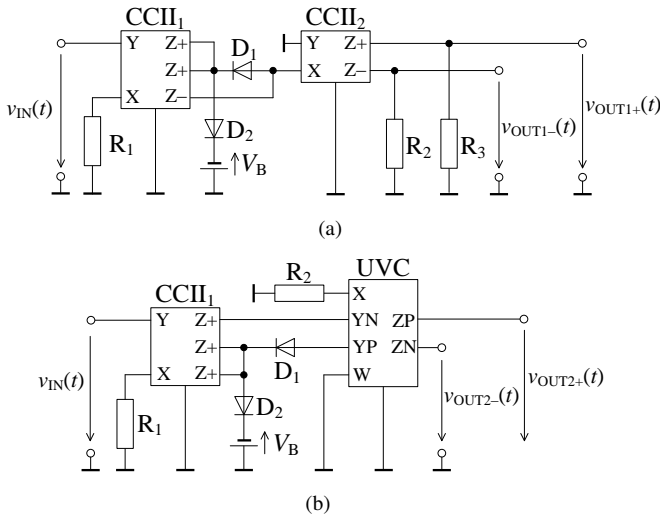 CCII₁
CCII₂
Y
Z+
D₁
Y
Z+
Z+
X
Z−
X
Z−
vIN(t)
R₁
D₂
VB
R₂
R₃
vOUT1−(t)
vOUT1+(t)
(a)
R₂
UVC
CCII₁
X
Y
Z+
YN
ZP
Z+
YP
ZN
D₁
X
Z+
W
vIN(t)
R₁
D₂
VB
vOUT2−(t)
vOUT2+(t)
(b)